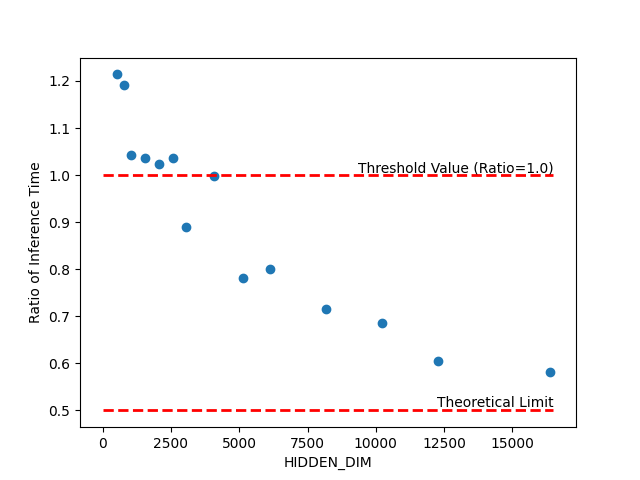 1.2
1.1
Threshold Value (Ratio=1.0)
1.0
0.9
0.8
0.7
0.6
Theoretical Limit
0.5
Ratio of Inference Time
0 2500 5000 7500 10000 12500 15000
HIDDEN_DIM